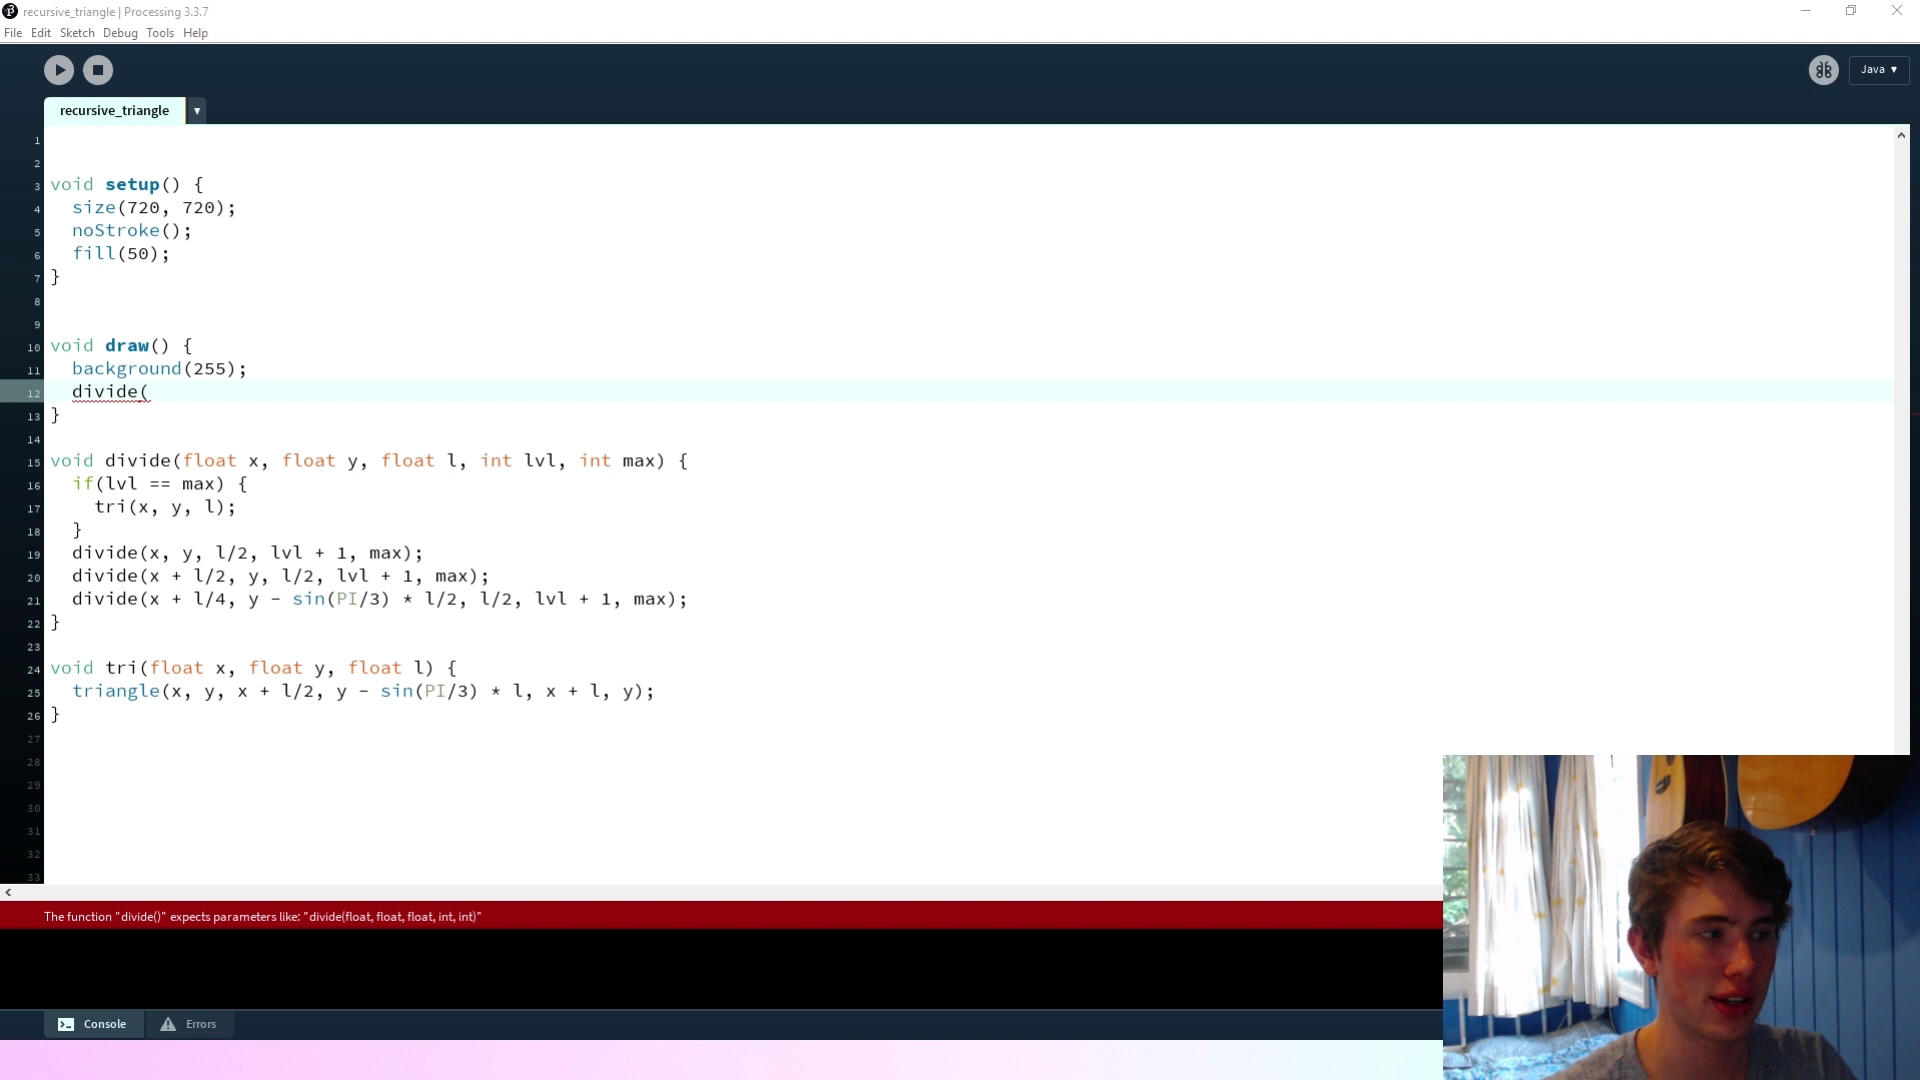 recursive_triangle | Processing 3.3.7
File Edit Sketch Debug Tools Help
Java ▾
recursive_triangle ▾
1
2
3 void setup() {
4 size(720, 720);
5 noStroke();
6 fill(50);
7 }
8
9
10 void draw() {
11 background(255);
12 divide(
13 }
14
15 void divide(float x, float y, float l, int lvl, int max) {
16 if(lvl == max) {
17 tri(x, y, l);
18 }
19 divide(x, y, l/2, lvl + 1, max);
20 divide(x + l/2, y, l/2, lvl + 1, max);
21 divide(x + l/4, y - sin(PI/3) * l/2, l/2, lvl + 1, max);
22 }
23
24 void tri(float x, float y, float l) {
25 triangle(x, y, x + l/2, y - sin(PI/3) * l, x + l, y);
26 }
27
28
29
30
31
32
33
The function "divide()" expects parameters like: "divide(float, float, float, int, int)"
Console Errors